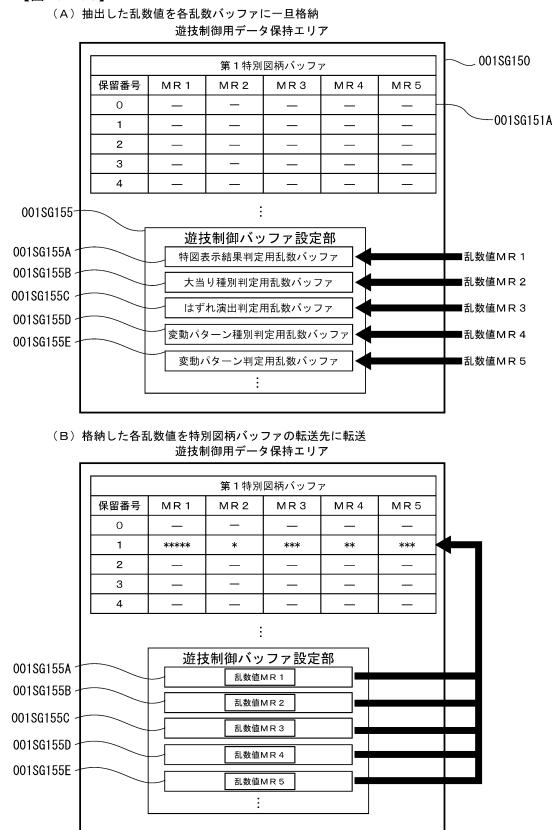 （A）抽出した乱数値を各乱数バッファに一旦格納
遊技制御用データ保持エリア
001SG150
第１特別図柄バッファ
保留番号 ＭＲ１ ＭＲ２ ＭＲ３ ＭＲ４ ＭＲ５
０ ― ― ― ― ―
１ ― ― ― ― ―
２ ― ― ― ― ―
３ ― ― ― ― ―
４ ― ― ― ― ―
001SG151A
⋮
001SG155
遊技制御バッファ設定部
001SG155A 特図表示結果判定用乱数バッファ 乱数値ＭＲ１
001SG155B 大当り種別判定用乱数バッファ 乱数値ＭＲ２
001SG155C はずれ演出判定用乱数バッファ 乱数値ＭＲ３
001SG155D 変動パターン種別判定用乱数バッファ 乱数値ＭＲ４
001SG155E 変動パターン判定用乱数バッファ 乱数値ＭＲ５
⋮
（B）格納した各乱数値を特別図柄バッファの転送先に転送
遊技制御用データ保持エリア
第１特別図柄バッファ
保留番号 ＭＲ１ ＭＲ２ ＭＲ３ ＭＲ４ ＭＲ５
０ ― ― ― ― ―
１ ***** * *** ** ***
２ ― ― ― ― ―
３ ― ― ― ― ―
４ ― ― ― ― ―
⋮
遊技制御バッファ設定部
001SG155A 乱数値ＭＲ１
001SG155B 乱数値ＭＲ２
001SG155C 乱数値ＭＲ３
001SG155D 乱数値ＭＲ４
001SG155E 乱数値ＭＲ５
⋮